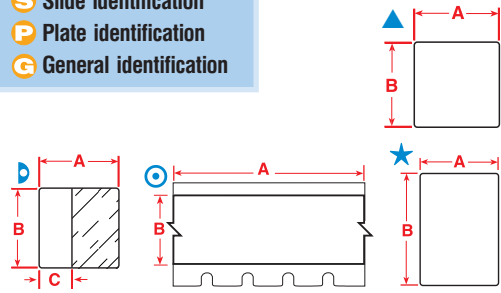 S Slide identification
P Plate identification
G General identification
A
B
A
B
C
A
B
A
B